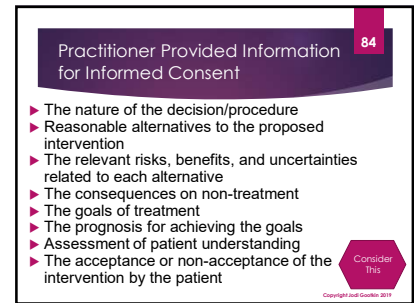 84
Practitioner Provided Information
for Informed Consent
▶ The nature of the decision/procedure
▶ Reasonable alternatives to the proposed
intervention
▶ The relevant risks, benefits, and uncertainties
related to each alternative
▶ The consequences on non-treatment
▶ The goals of treatment
▶ The prognosis for achieving the goals
▶ Assessment of patient understanding
▶ The acceptance or non-acceptance of the
intervention by the patient
Consider
This
Copyright Jodi Gootkin 2019